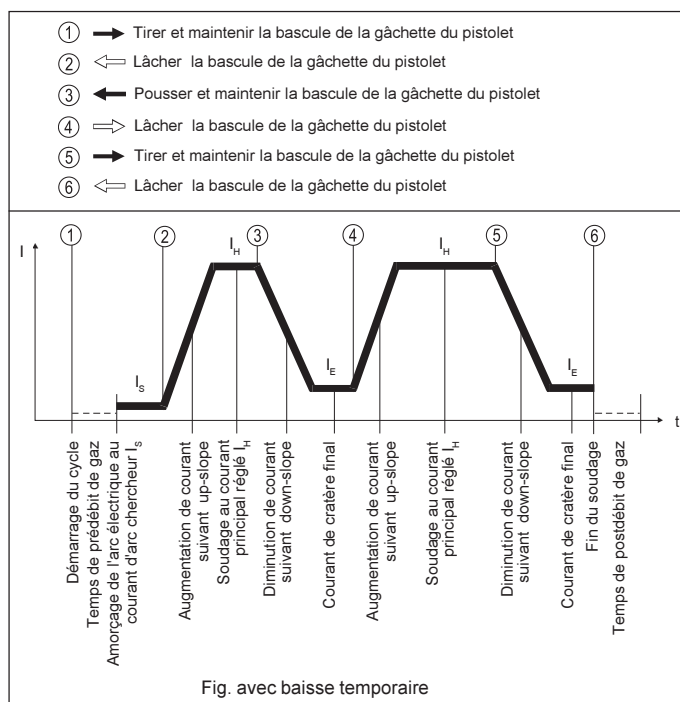 ① Tirer et maintenir la bascule de la gâchette du pistolet
② Lâcher la bascule de la gâchette du pistolet
③ Pousser et maintenir la bascule de la gâchette du pistolet
④ Lâcher la bascule de la gâchette du pistolet
⑤ Tirer et maintenir la bascule de la gâchette du pistolet
⑥ Lâcher la bascule de la gâchette du pistolet
① ② ③ ④ ⑤ ⑥
I
I_H
I_H
I_S
I_E
I_E
t
Démarrage du cycle
Temps de prédébit de gaz
Amorçage de l'arc électrique au
courant d'arc chercheur I_S
Augmentation de courant
suivant up-slope
Soudage au courant
principal réglé I_H
Diminution de courant
suivant down-slope
Courant de cratère final
Augmentation de courant
suivant up-slope
Soudage au courant
principal réglé I_H
Diminution de courant
suivant down-slope
Courant de cratère final
Fin du soudage
Temps de postdébit de gaz
Fig. avec baisse temporaire